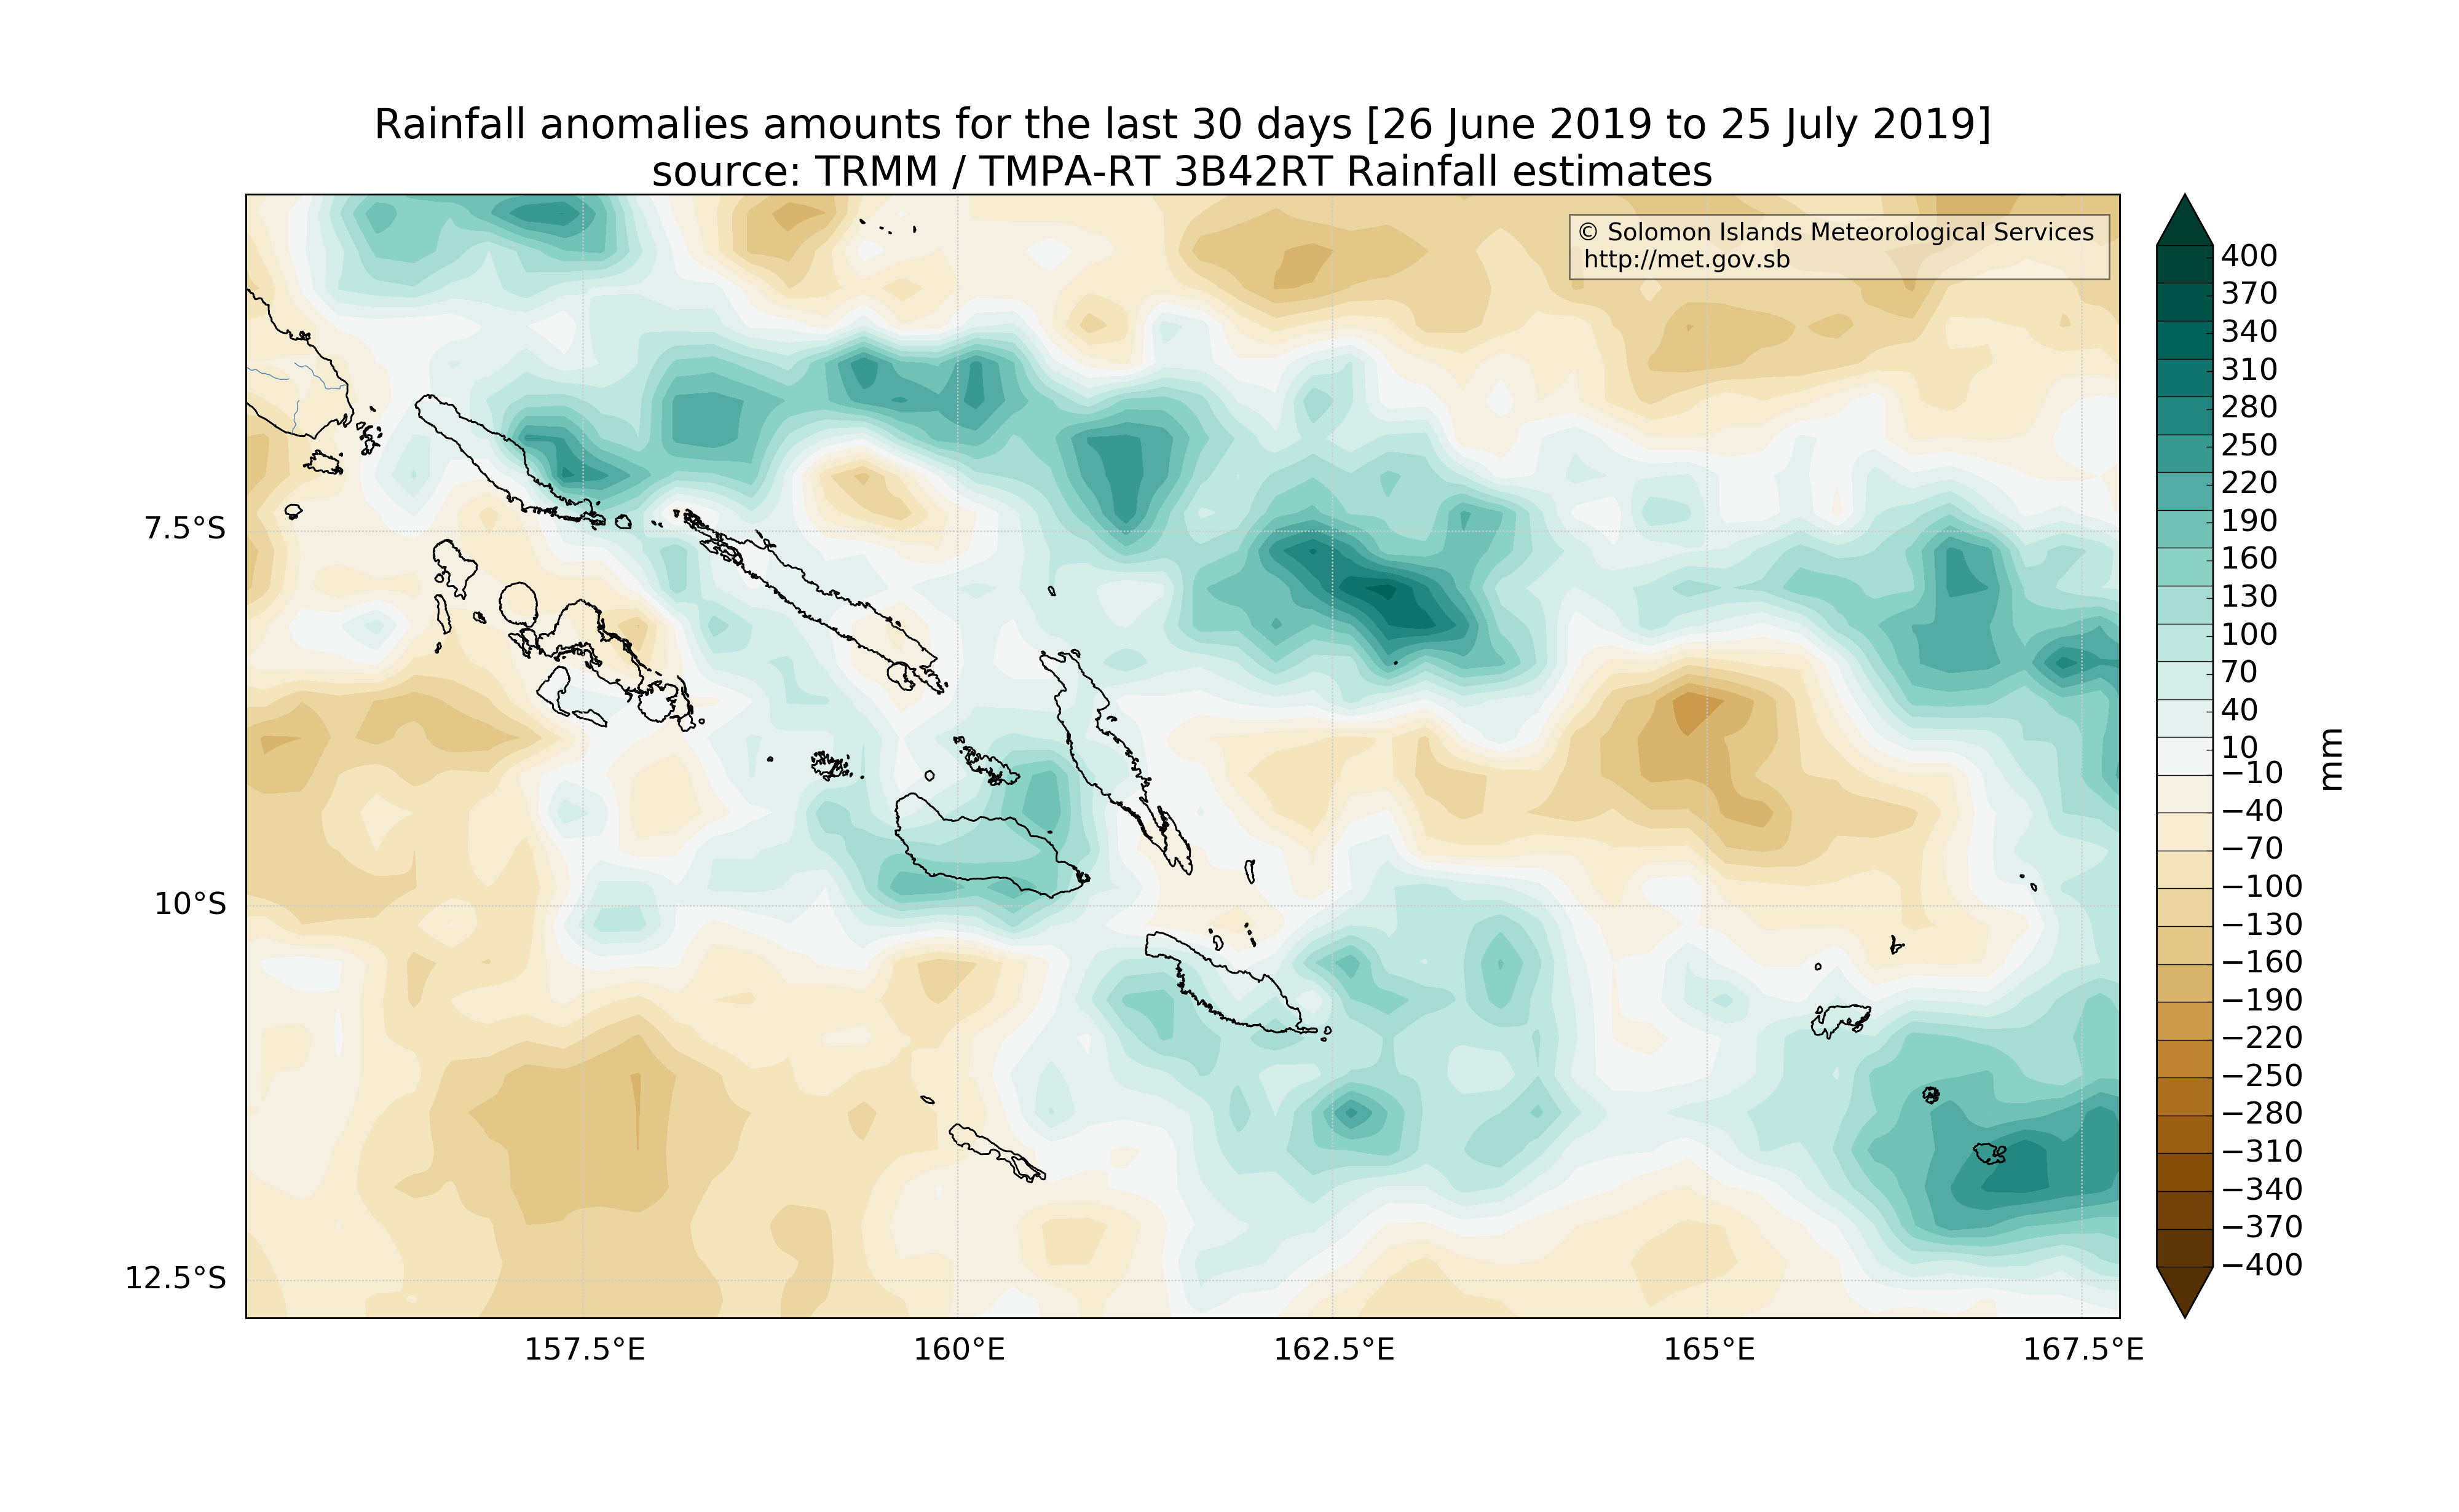 Rainfall anomalies amounts for the last 30 days [26 June 2019 to 25 July 2019]
source: TRMM / TMPA-RT 3B42RT Rainfall estimates
© Solomon Islands Meteorological Services
http://met.gov.sb
7.5°S
10°S
12.5°S
157.5°E
160°E
162.5°E
165°E
167.5°E
400
370
340
310
280
250
220
190
160
130
100
70
40
10
−10
−40
−70
−100
−130
−160
−190
−220
−250
−280
−310
−340
−370
−400
mm